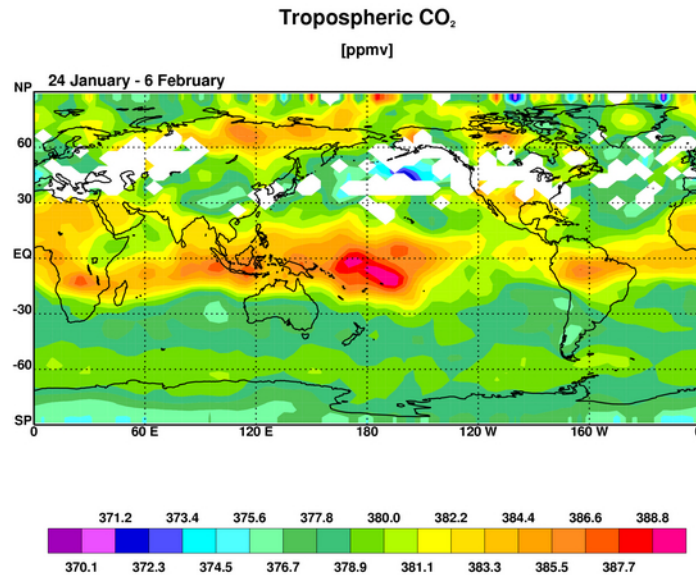 Tropospheric CO₂
[ppmv]
24 January - 6 February
NP
60
30
EQ
-30
-60
SP
0 60 E 120 E 180 120 W 160 W 0
371.2 373.4 375.6 377.8 380.0 382.2 384.4 386.6 388.8
370.1 372.3 374.5 376.7 378.9 381.1 383.3 385.5 387.7